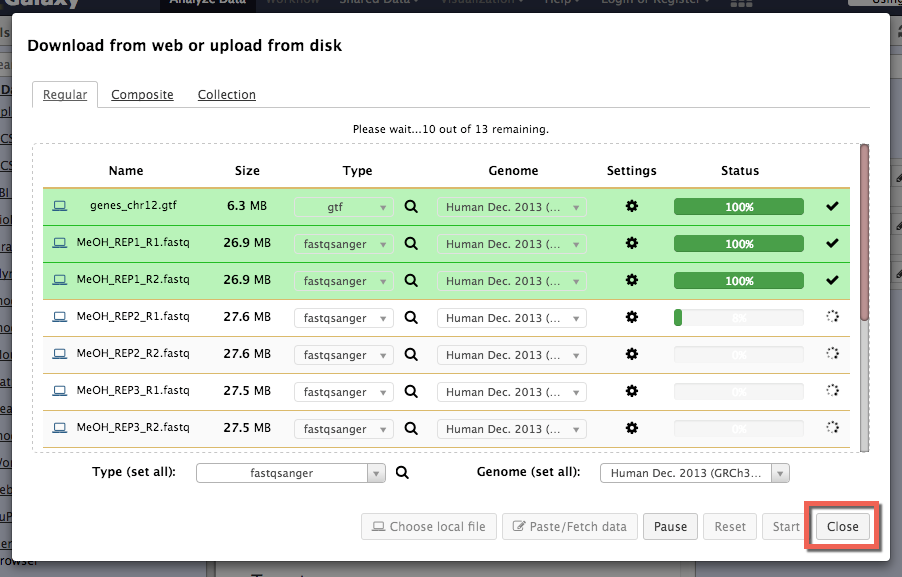 Galaxy Analyze Data Workflow Shared Data Visualization Help Login or Register
Download from web or upload from disk
Regular Composite Collection
Please wait...10 out of 13 remaining.
Name Size Type Genome Settings Status
genes_chr12.gtf 6.3 MB gtf Human Dec. 2013 (... 100%
MeOH_REP1_R1.fastq 26.9 MB fastqsanger Human Dec. 2013 (... 100%
MeOH_REP1_R2.fastq 26.9 MB fastqsanger Human Dec. 2013 (... 100%
MeOH_REP2_R1.fastq 27.6 MB fastqsanger Human Dec. 2013 (...
MeOH_REP2_R2.fastq 27.6 MB fastqsanger Human Dec. 2013 (... 0%
MeOH_REP3_R1.fastq 27.5 MB fastqsanger Human Dec. 2013 (... 0%
MeOH_REP3_R2.fastq 27.5 MB fastqsanger Human Dec. 2013 (... 0%
Type (set all): fastqsanger Genome (set all): Human Dec. 2013 (GRCh3...
Choose local file Paste/Fetch data Pause Reset Start Close